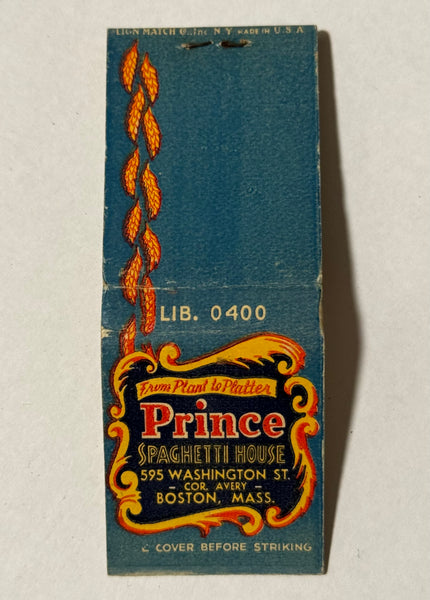 LION MATCH Co., Inc. N.Y. MADE IN U.S.A
LIB. 0400
From Plant to Platter
Prince
SPAGHETTI HOUSE
595 WASHINGTON ST.
- COR. AVERY -
BOSTON, MASS.
COVER BEFORE STRIKING